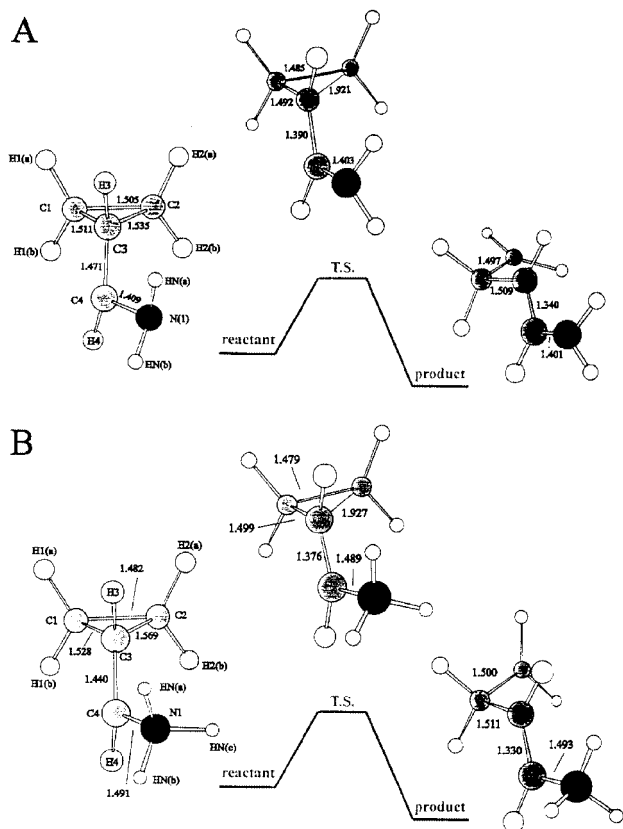 A
1.485
1.492
1.921
1.390
1.403
H1(a)
H2(a)
H3
1.505
C1
C2
1.511
1.535
H1(b)
C3
H2(b)
1.471
HN(a)
C4
1.409
N(1)
H4
HN(b)
reactant
T.S.
product
1.497
1.509
1.340
1.401
B
1.479
1.499
1.927
1.376
1.489
1.482
H1(a)
H2(a)
H3
C1
C2
1.528
1.569
C3
H1(b)
H2(b)
1.440
HN(a)
C4
N1
HN(c)
H4
HN(b)
1.491
reactant
T.S.
product
1.500
1.511
1.330
1.493